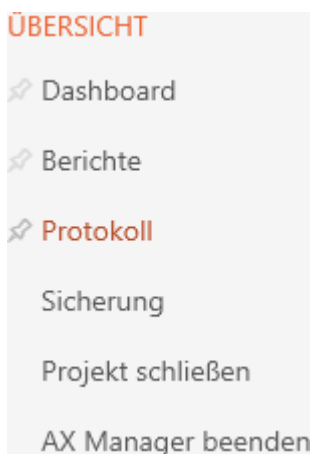 ÜBERSICHT
Dashboard
Berichte
Protokoll
Sicherung
Projekt schließen
AX Manager beenden